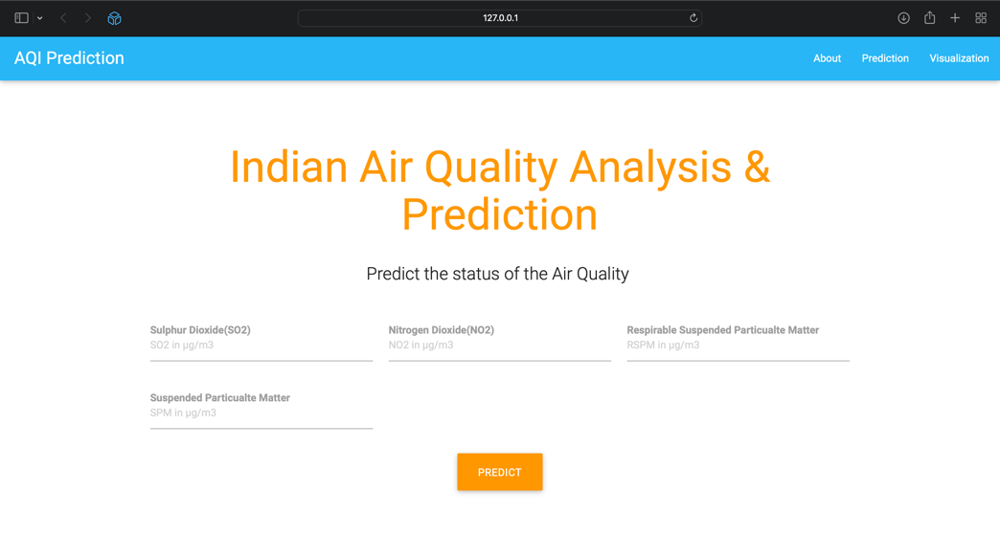 127.0.0.1
AQI Prediction
About Prediction Visualization
Indian Air Quality Analysis &
Prediction
Predict the status of the Air Quality
Sulphur Dioxide(SO2) Nitrogen Dioxide(NO2) Respirable Suspended Particualte Matter
SO2 in µg/m3 NO2 in µg/m3 RSPM in µg/m3
Suspended Particualte Matter
SPM in µg/m3
PREDICT